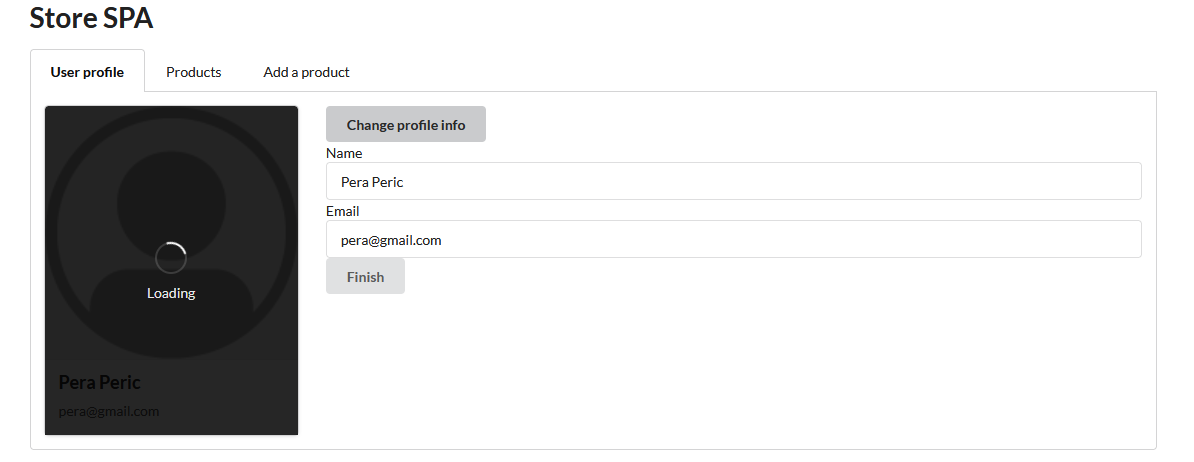 Store SPA
User profile
Products
Add a product
Loading
Pera Peric
pera@gmail.com
Change profile info
Name
Pera Peric
Email
pera@gmail.com
Finish